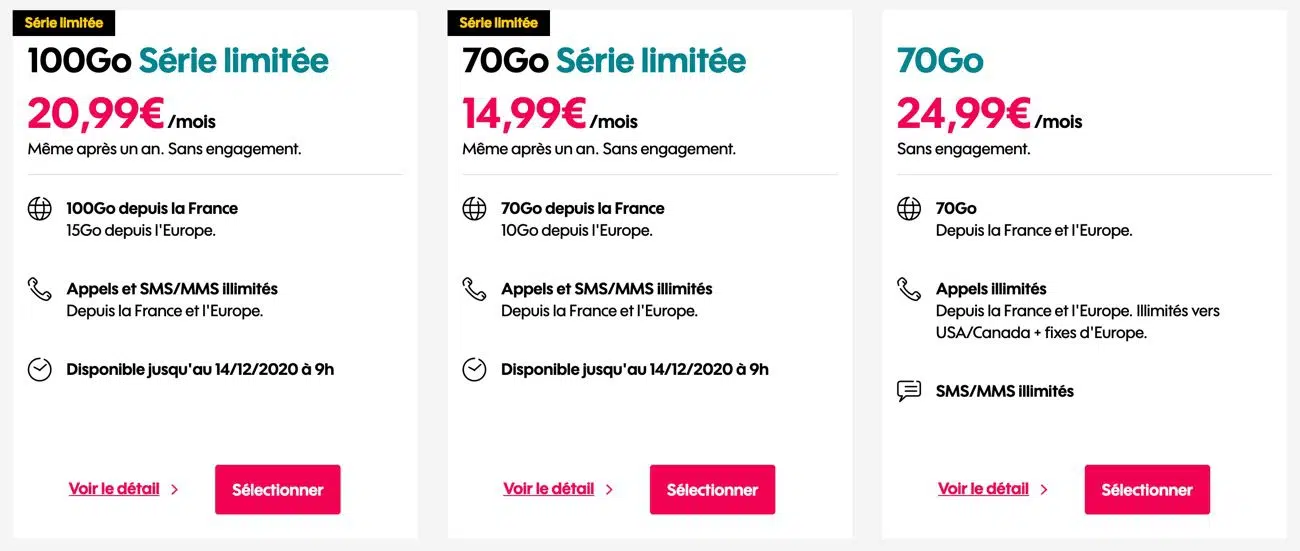 Série limitée
100Go Série limitée
20,99€/mois
Même après un an. Sans engagement.
100Go depuis la France
15Go depuis l'Europe.
Appels et SMS/MMS illimités
Depuis la France et l'Europe.
Disponible jusqu'au 14/12/2020 à 9h
Voir le détail
Sélectionner
Série limitée
70Go Série limitée
14,99€/mois
Même après un an. Sans engagement.
70Go depuis la France
10Go depuis l'Europe.
Appels et SMS/MMS illimités
Depuis la France et l'Europe.
Disponible jusqu'au 14/12/2020 à 9h
Voir le détail
Sélectionner
70Go
24,99€/mois
Sans engagement.
70Go
Depuis la France et l'Europe.
Appels illimités
Depuis la France et l'Europe. Illimités vers
USA/Canada + fixes d'Europe.
SMS/MMS illimités
Voir le détail
Sélectionner